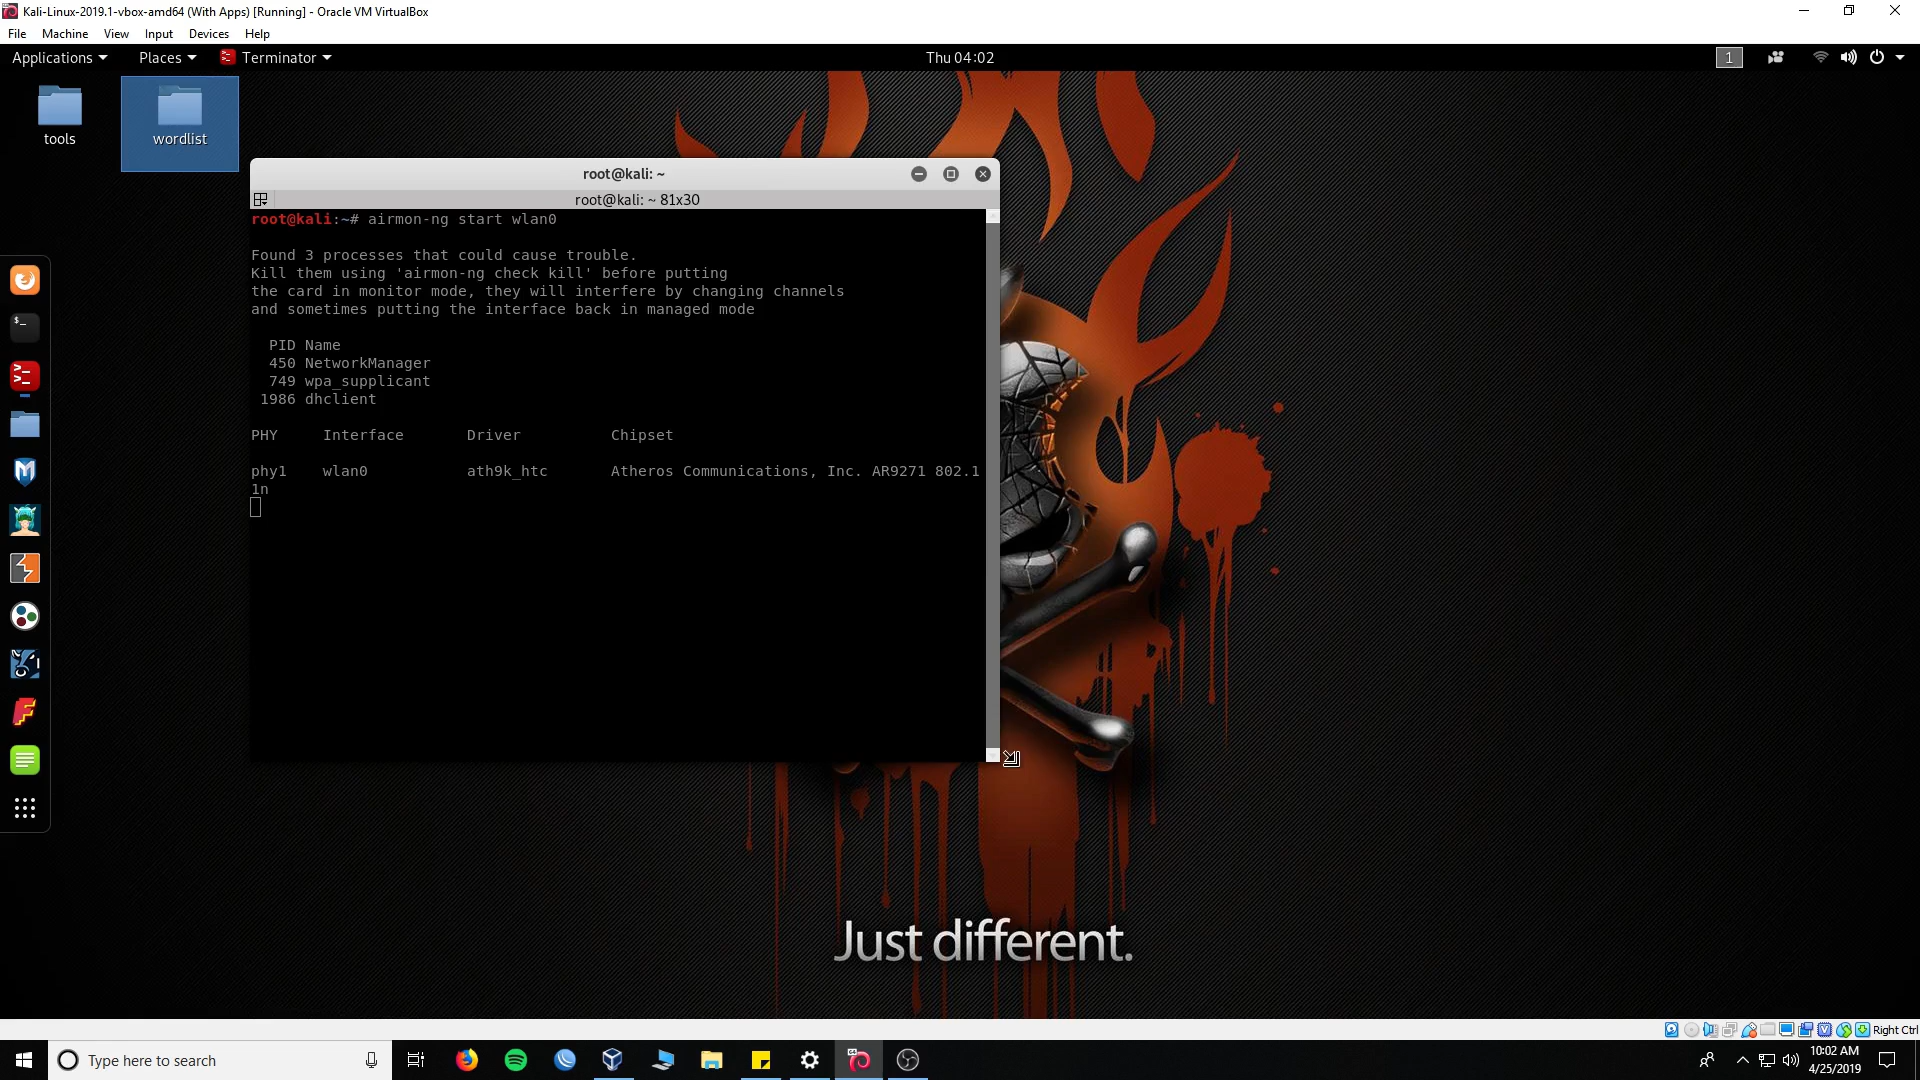 Kali-Linux-2019.1-vbox-amd64 (With Apps) [Running] - Oracle VM VirtualBox
File Machine View Input Devices Help
Applications Places Terminator Thu 04:02 1
tools wordlist
root@kali: ~
root@kali: ~ 81x30
root@kali:~# airmon-ng start wlan0
Found 3 processes that could cause trouble.
Kill them using 'airmon-ng check kill' before putting
the card in monitor mode, they will interfere by changing channels
and sometimes putting the interface back in managed mode
PID Name
450 NetworkManager
749 wpa_supplicant
1986 dhclient
PHY Interface Driver Chipset
phy1 wlan0 ath9k_htc Atheros Communications, Inc. AR9271 802.1
1n
Just different.
Right Ctrl
Type here to search
10:02 AM
4/25/2019